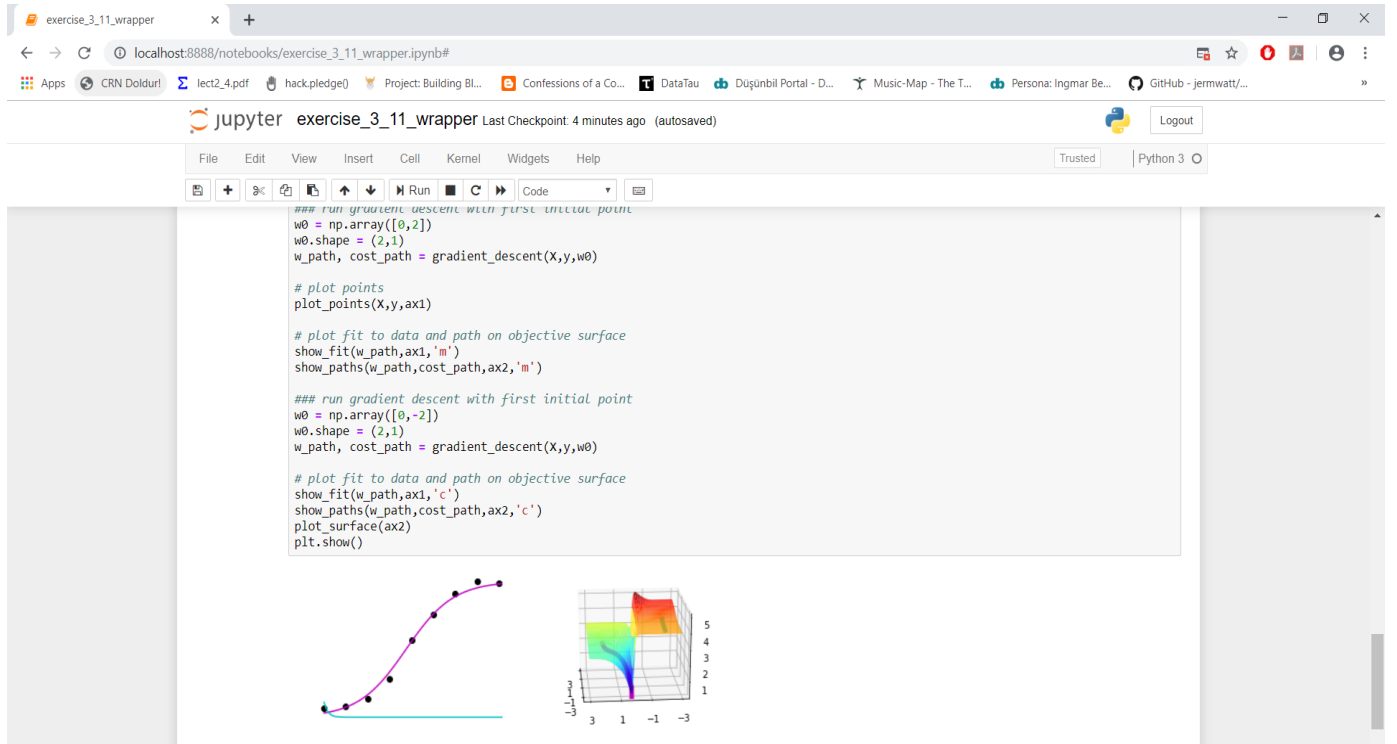 exercise_3_11_wrapper
localhost:8888/notebooks/exercise_3_11_wrapper.ipynb#
Apps CRN Doldur! lect2_4.pdf hack.pledge() Project: Building Bl... Confessions of a Co... DataTau Düşünbil Portal - D... Music-Map - The T... Persona: Ingmar Be... GitHub - jermwatt/... »
jupyter exercise_3_11_wrapper Last Checkpoint: 4 minutes ago (autosaved) Logout
File Edit View Insert Cell Kernel Widgets Help Trusted Python 3
Run Code
### run gradient descent with first initial point
w0 = np.array([0,2])
w0.shape = (2,1)
w_path, cost_path = gradient_descent(X,y,w0)
# plot points
plot_points(X,y,ax1)
# plot fit to data and path on objective surface
show_fit(w_path,ax1,'m')
show_paths(w_path,cost_path,ax2,'m')
### run gradient descent with first initial point
w0 = np.array([0,-2])
w0.shape = (2,1)
w_path, cost_path = gradient_descent(X,y,w0)
# plot fit to data and path on objective surface
show_fit(w_path,ax1,'c')
show_paths(w_path,cost_path,ax2,'c')
plot_surface(ax2)
plt.show()
5
4
3
2
1
3
1
-1
-3
3 1 -1 -3